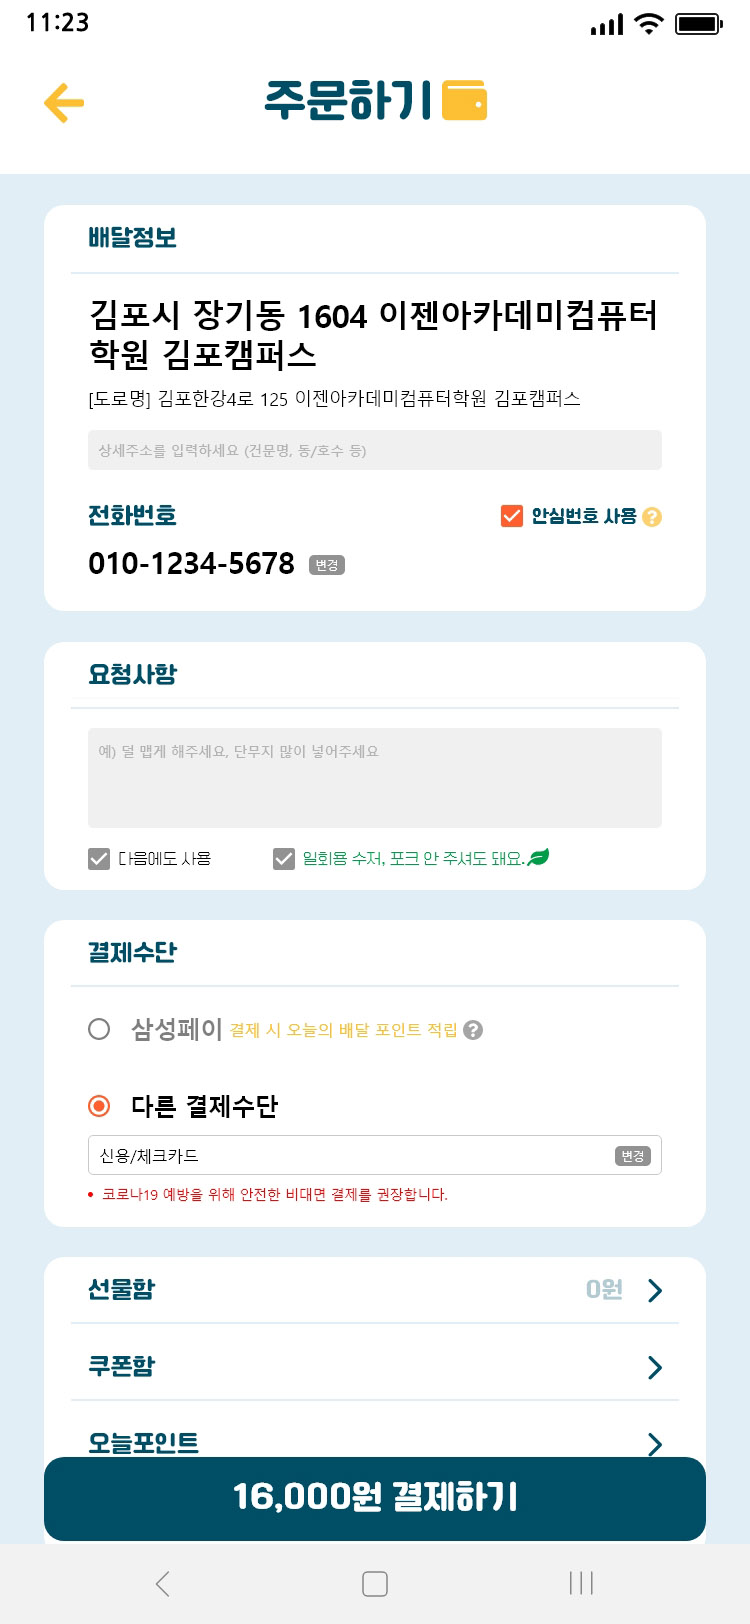 11:23
주문하기
배달정보
김포시 장기동 1604 이젠아카데미컴퓨터
학원 김포캠퍼스
[도로명] 김포한강4로 125 이젠아카데미컴퓨터학원 김포캠퍼스
상세주소를 입력하세요 (건문명, 동/호수 등)
전화번호
안심번호 사용 ?
010-1234-5678 변경
요청사항
예) 덜 맵게 해주세요, 단무지 많이 넣어주세요
다음에도 사용
일회용 수저, 포크 안 주셔도 돼요.
결제수단
삼성페이 결제 시 오늘의 배달 포인트 적립 ?
다른 결제수단
신용/체크카드 변경
• 코로나19 예방을 위해 안전한 비대면 결제를 권장합니다.
선물함 0원
쿠폰함
오늘포인트
16,000원 결제하기